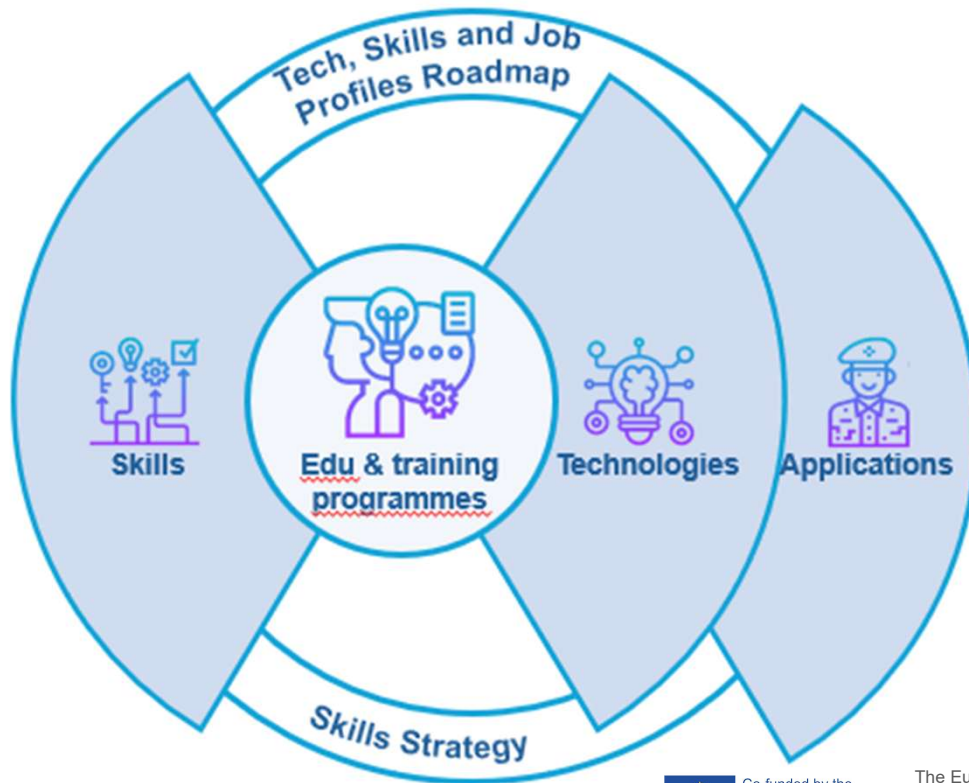 Tech, Skills and Job
Profiles Roadmap
Skills
Edu & training
programmes
Technologies
Applications
Skills Strategy
Co-funded by the
The Eu